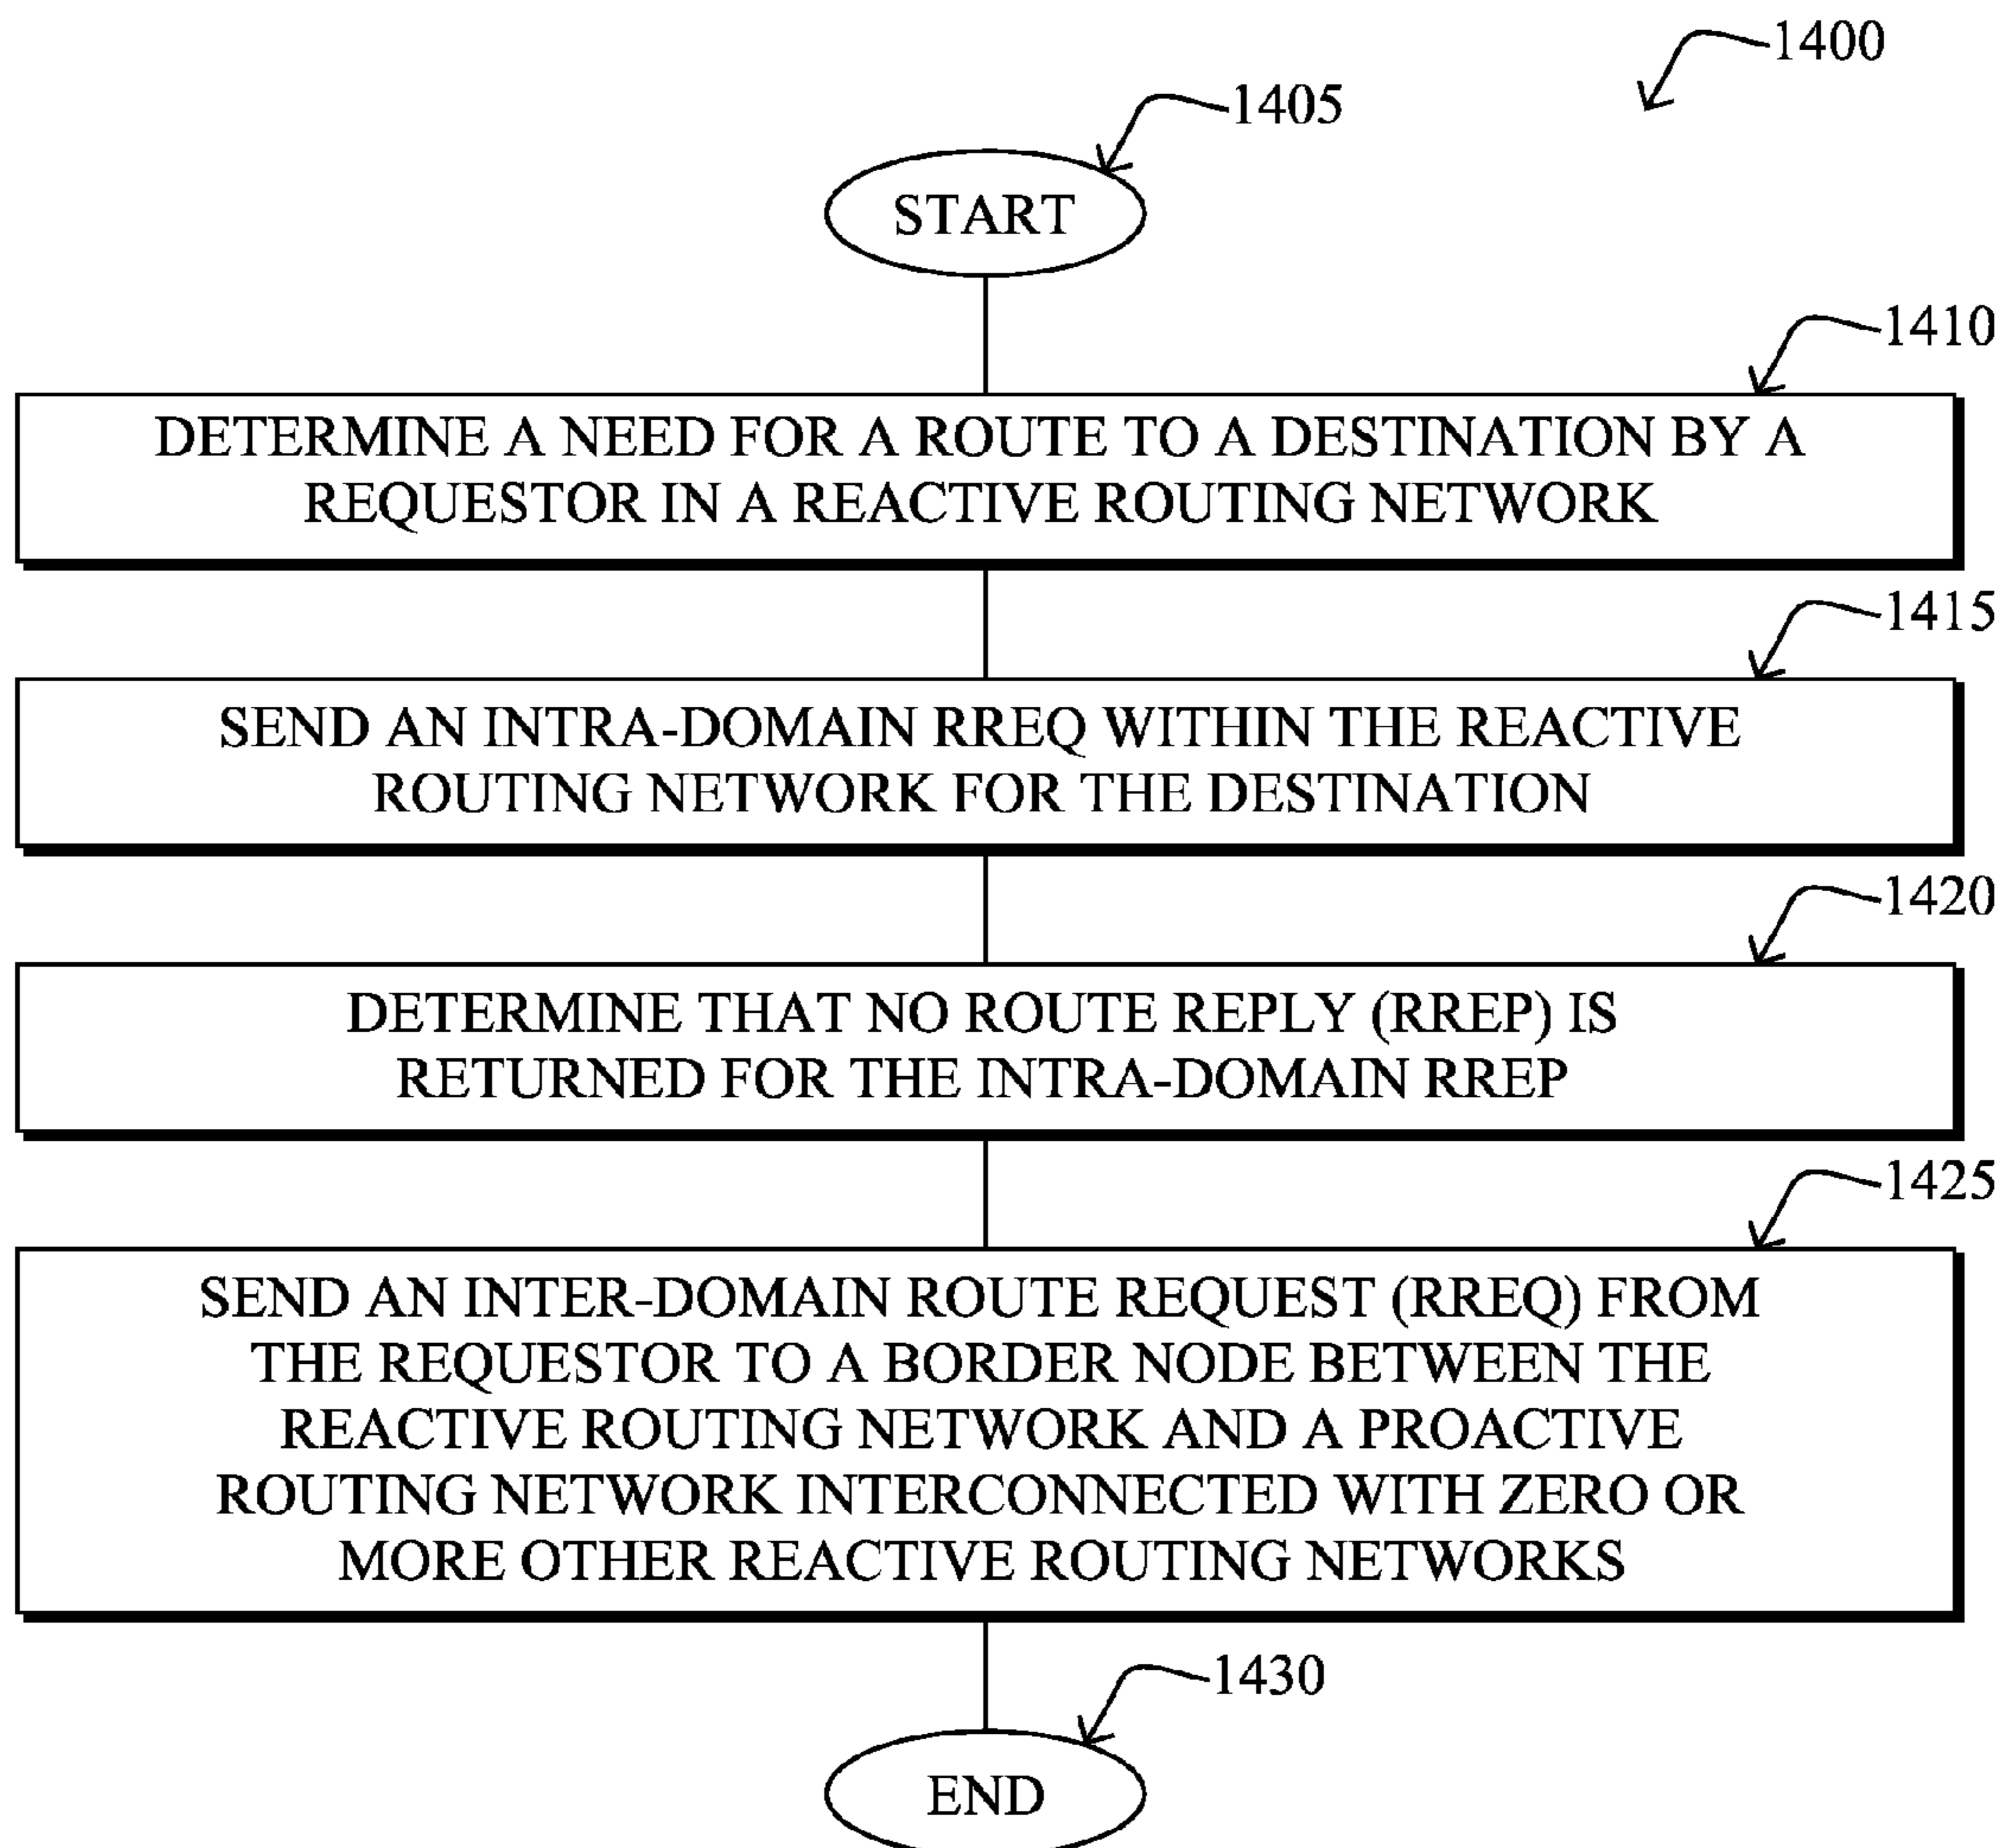 1400
1405
START
1410
DETERMINE A NEED FOR A ROUTE TO A DESTINATION BY A
REQUESTOR IN A REACTIVE ROUTING NETWORK
1415
SEND AN INTRA-DOMAIN RREQ WITHIN THE REACTIVE
ROUTING NETWORK FOR THE DESTINATION
1420
DETERMINE THAT NO ROUTE REPLY (RREP) IS
RETURNED FOR THE INTRA-DOMAIN RREP
1425
SEND AN INTER-DOMAIN ROUTE REQUEST (RREQ) FROM
THE REQUESTOR TO A BORDER NODE BETWEEN THE
REACTIVE ROUTING NETWORK AND A PROACTIVE
ROUTING NETWORK INTERCONNECTED WITH ZERO OR
MORE OTHER REACTIVE ROUTING NETWORKS
1430
END